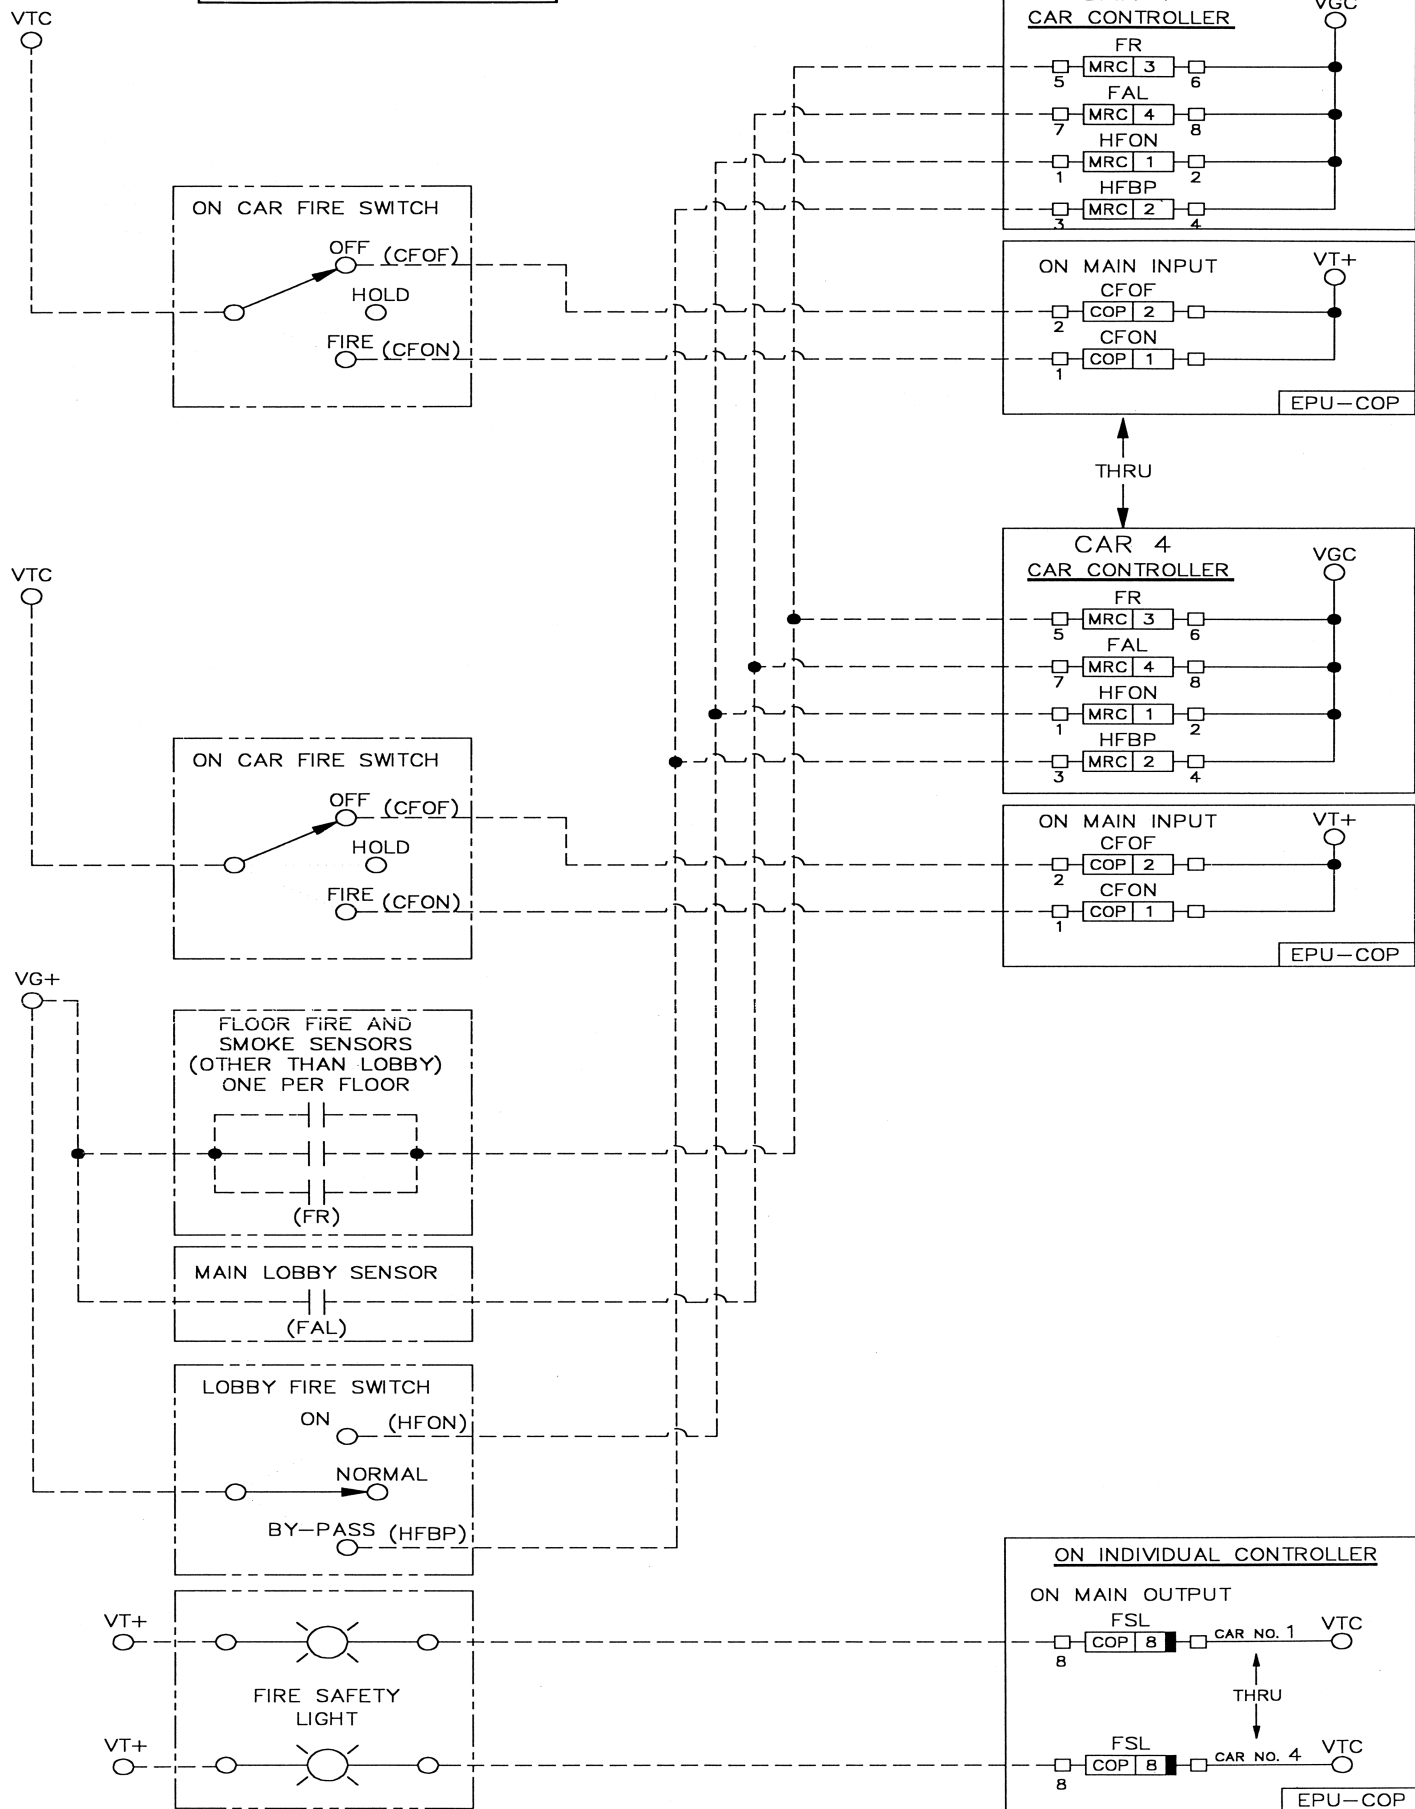 VTC
VGC
CAR CONTROLLER
FR
5 MRC 3 6
FAL
7 MRC 4 8
HFON
1 MRC 1 2
HFBP
3 MRC 2 4
ON CAR FIRE SWITCH
OFF (CFOF)
HOLD
FIRE (CFON)
ON MAIN INPUT
VT+
CFOF
2 COP 2
CFON
1 COP 1
EPU-COP
THRU
CAR 4
CAR CONTROLLER
VGC
FR
5 MRC 3 6
FAL
7 MRC 4 8
HFON
1 MRC 1 2
HFBP
3 MRC 2 4
VTC
ON CAR FIRE SWITCH
OFF (CFOF)
HOLD
FIRE (CFON)
ON MAIN INPUT
VT+
CFOF
2 COP 2
CFON
1 COP 1
EPU-COP
VG+
FLOOR FIRE AND
SMOKE SENSORS
(OTHER THAN LOBBY)
ONE PER FLOOR
(FR)
MAIN LOBBY SENSOR
(FAL)
LOBBY FIRE SWITCH
ON (HFON)
NORMAL
BY-PASS (HFBP)
VT+
FIRE SAFETY
LIGHT
VT+
ON INDIVIDUAL CONTROLLER
ON MAIN OUTPUT
FSL
8 COP 8 CAR NO. 1 VTC
THRU
FSL
8 COP 8 CAR NO. 4 VTC
EPU-COP